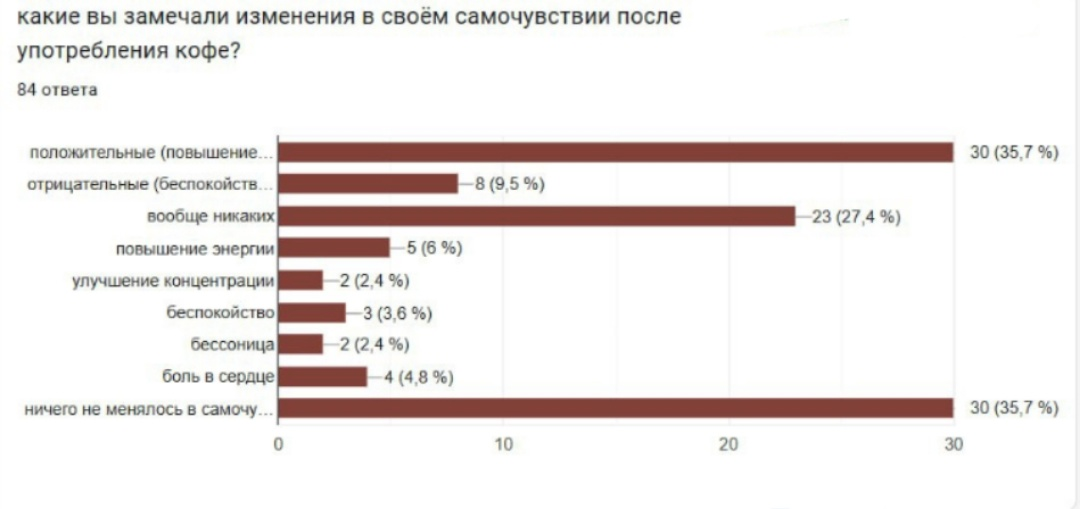 какие вы замечали изменения в своём самочувствии после
употребления кофе?
84 ответа
положительные (повышение... 30 (35,7 %)
отрицательные (беспокойств... 8 (9,5 %)
вообще никаких 23 (27,4 %)
повышение энергии 5 (6 %)
улучшение концентрации 2 (2,4 %)
беспокойство 3 (3,6 %)
бессоница 2 (2,4 %)
боль в сердце 4 (4,8 %)
ничего не менялось в самочу... 30 (35,7 %)
0 10 20 30